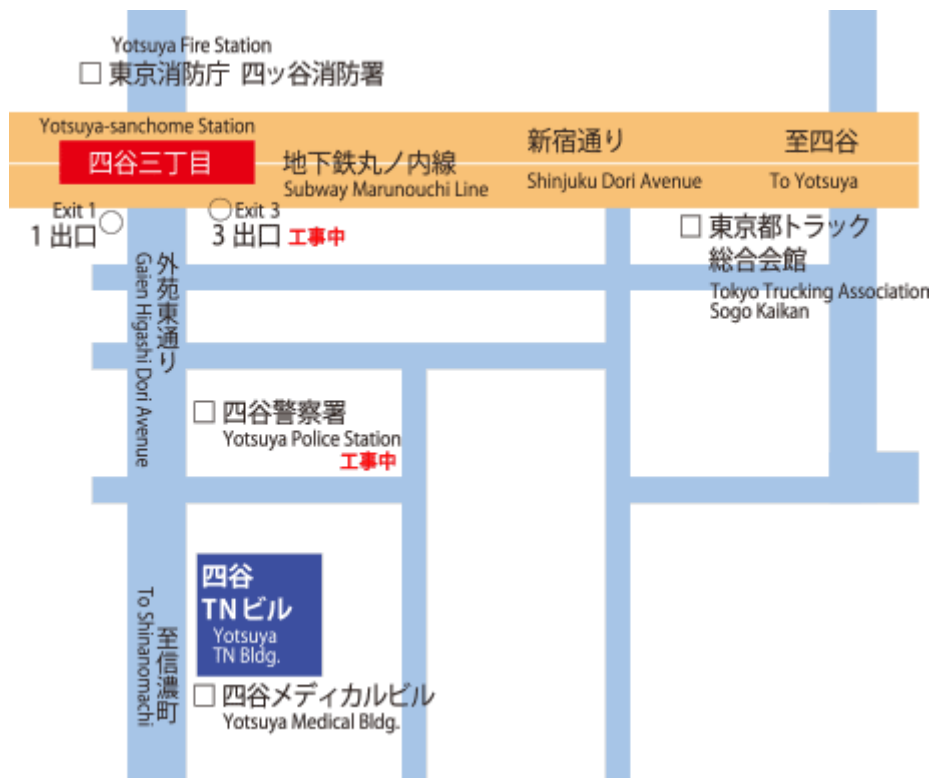 Yotsuya Fire Station
□ 東京消防庁 四ッ谷消防署
Yotsuya-sanchome Station
四谷三丁目
地下鉄丸ノ内線
Subway Marunouchi Line
新宿通り
Shinjuku Dori Avenue
至四谷
To Yotsuya
Exit 1
1 出口
Exit 3
3 出口 工事中
□ 東京都トラック
総合会館
Tokyo Trucking Association
Sogo Kaikan
外苑東通り
Gaien Higashi Dori Avenue
□ 四谷警察署
Yotsuya Police Station
工事中
四谷
TNビル
Yotsuya
TN Bldg.
至信濃町
To Shinanomachi
□ 四谷メディカルビル
Yotsuya Medical Bldg.